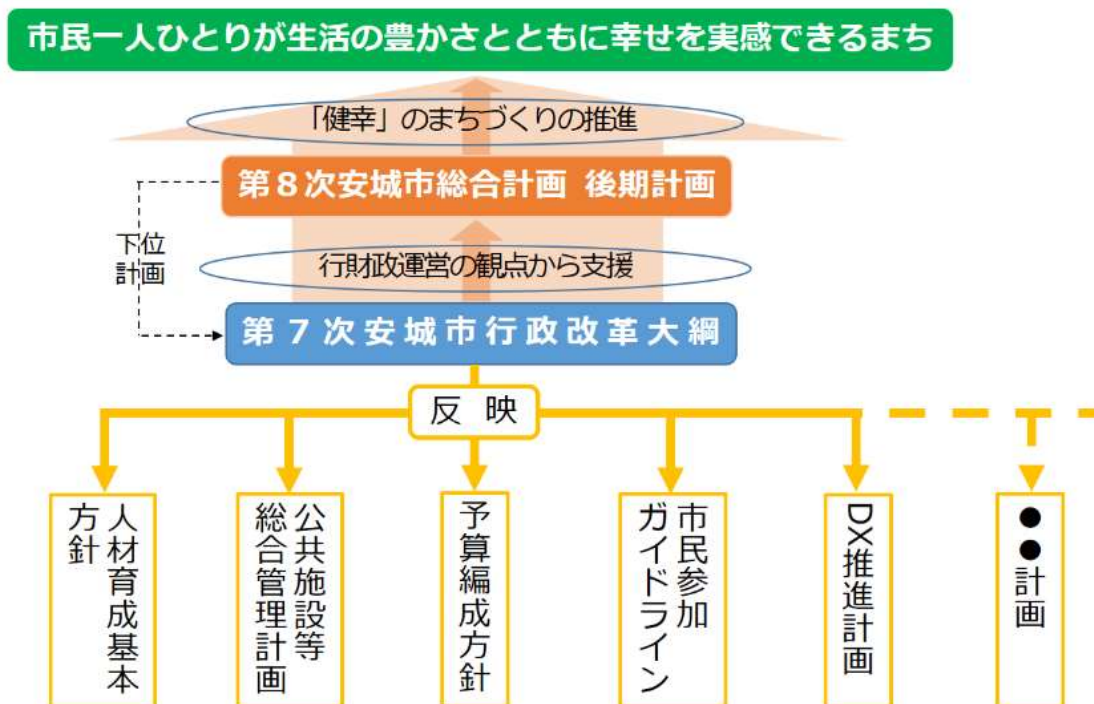 市民一人ひとりが生活の豊かさとともに幸せを実感できるまち
「健幸」のまちづくりの推進
第８次安城市総合計画 後期計画
下位
計画
行財政運営の観点から支援
第７次安城市行政改革大綱
反映
人材育成基本
方針
公共施設等
総合管理計画
予算編成方針
市民参加
ガイドライン
DX推進計画
●●計画